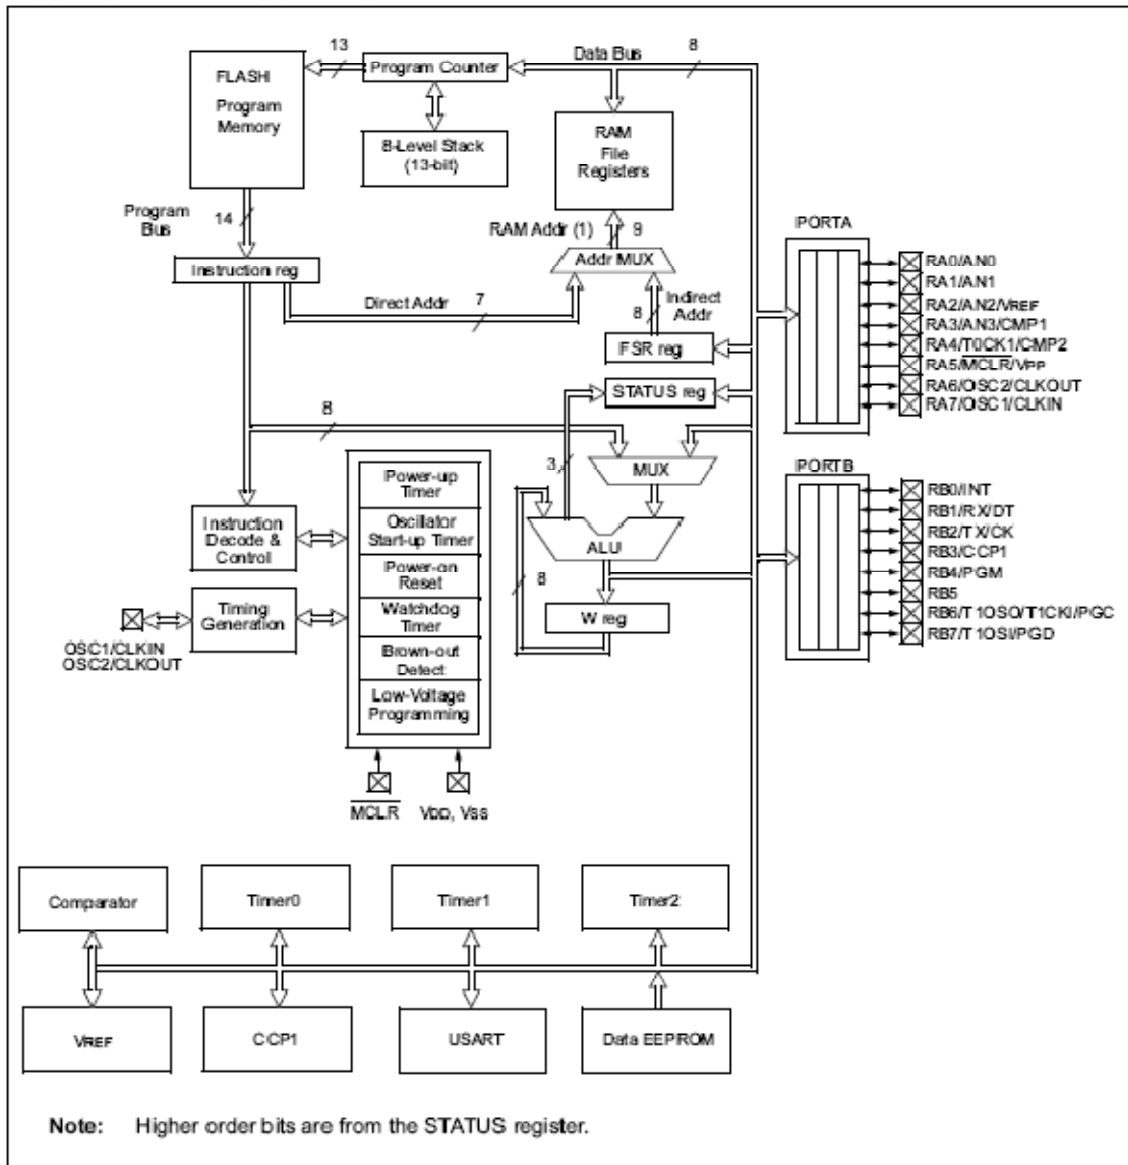 13
Data Bus
8
FLASH
Program
Memory
Program Counter
8-Level Stack
(13-bit)
RAM
File
Registers
Program
Bus
14
RAM Addr (1)
9
Addr MUX
Instruction reg
Direct Addr
7
Indirect
Addr
8
FSR reg
STATUS reg
8
3
MUX
Power-up
Timer
Oscillator
Start-up Timer
Power-on
Reset
Watchdog
Timer
Brown-out
Detect
Low-Voltage
Programming
Instruction
Decode &
Control
Timing
Generation
OSC1/CLKIN
OSC2/CLKOUT
ALU
8
W reg
MCLR
VDD, VSS
PORTA
RA0/AN0
RA1/AN1
RA2/AN2/VREF
RA3/AN3/CMP1
RA4/T0CK1/CMP2
RA5/MCLR/VPP
RA6/OSC2/CLKOUT
RA7/OSC1/CLKIN
PORTB
RB0/INT
RB1/RX/DT
RB2/TX/CK
RB3/CCP1
RB4/PGM
RB5
RB6/T1OSO/T1CKI/PGC
RB7/T1OSI/PGD
Comparator
Timer0
Timer1
Timer2
VREF
CCP1
USART
Data EEPROM
Note: Higher order bits are from the STATUS register.